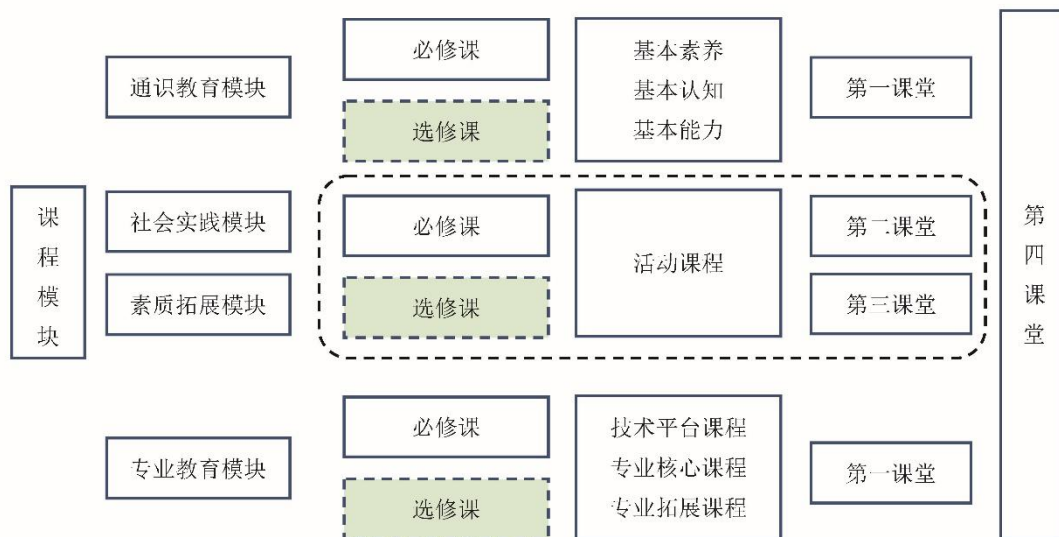 课程模块
通识教育模块
必修课
选修课
基本素养
基本认知
基本能力
第一课堂
社会实践模块
素质拓展模块
必修课
选修课
活动课程
第二课堂
第三课堂
专业教育模块
必修课
选修课
技术平台课程
专业核心课程
专业拓展课程
第一课堂
第四课堂